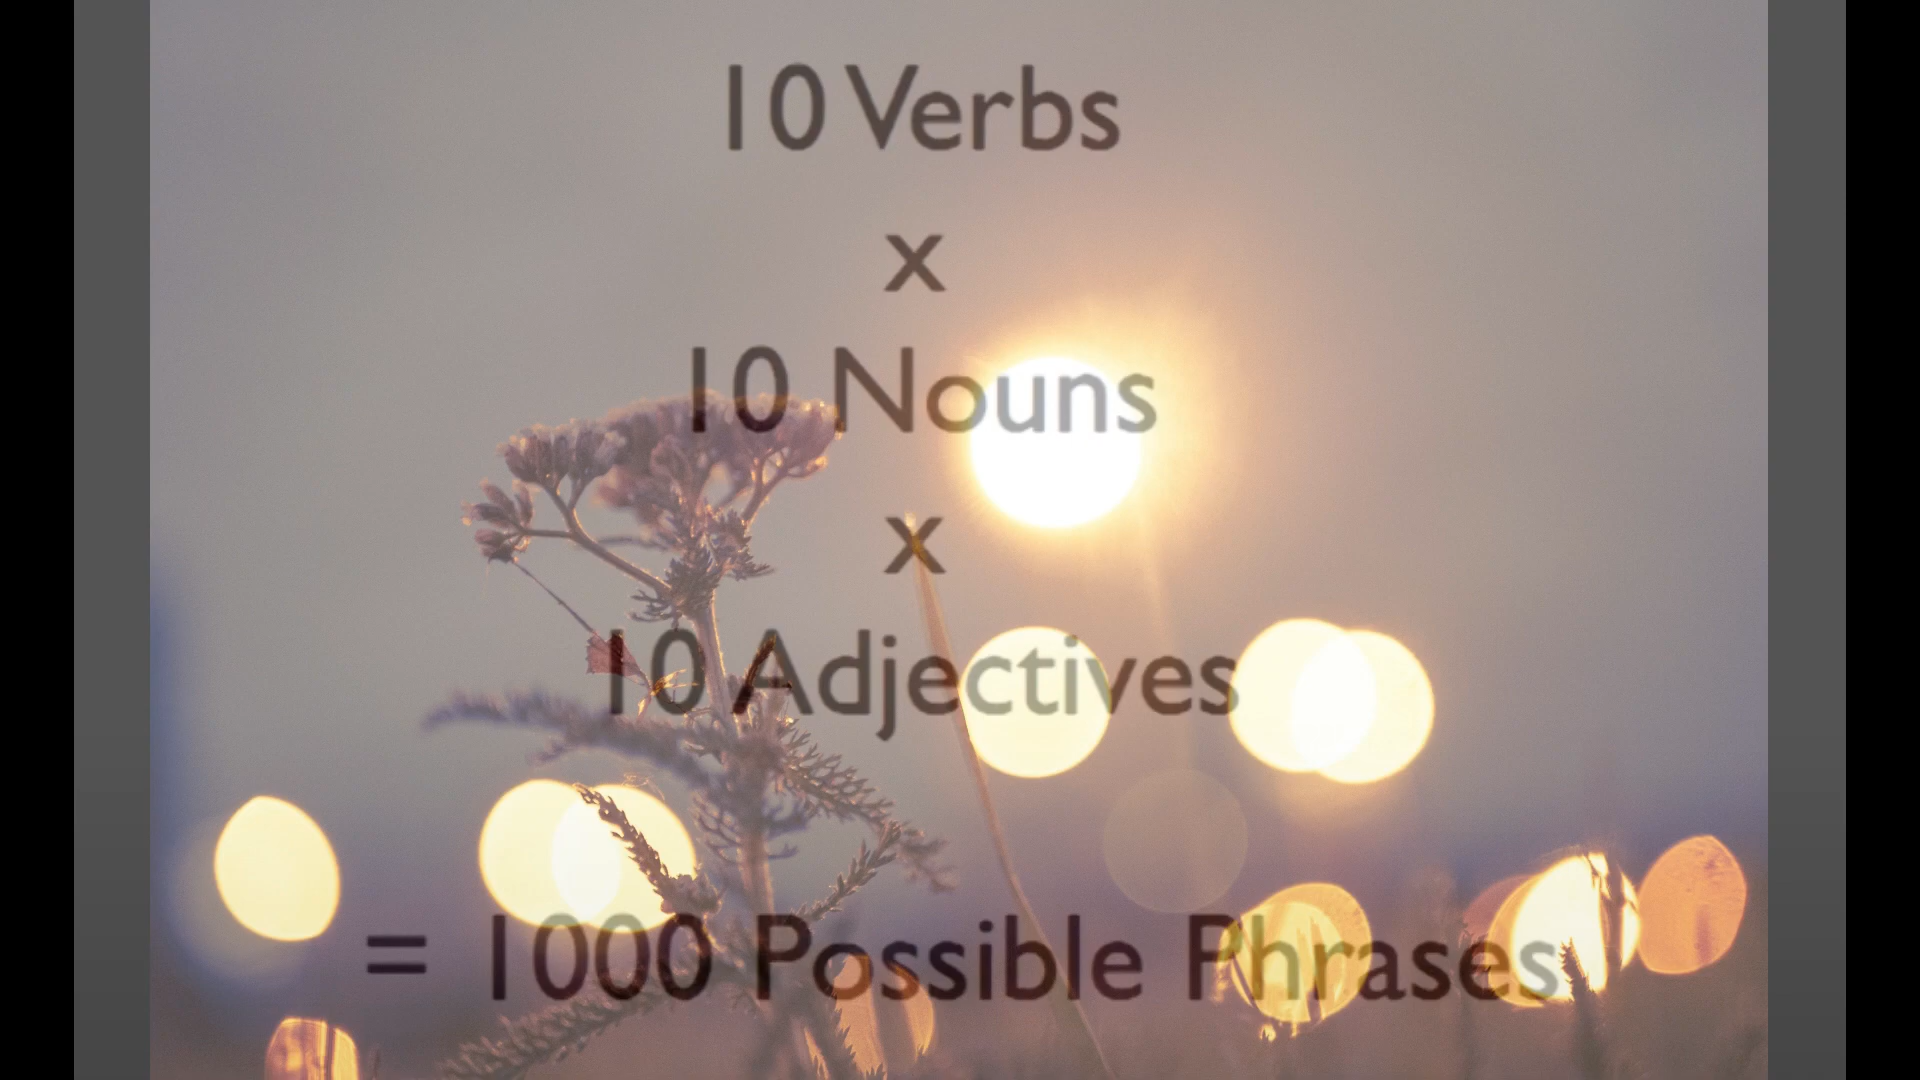 10 Verbs
x
10 Nouns
x
10 Adjectives
= 1000 Possible Phrases